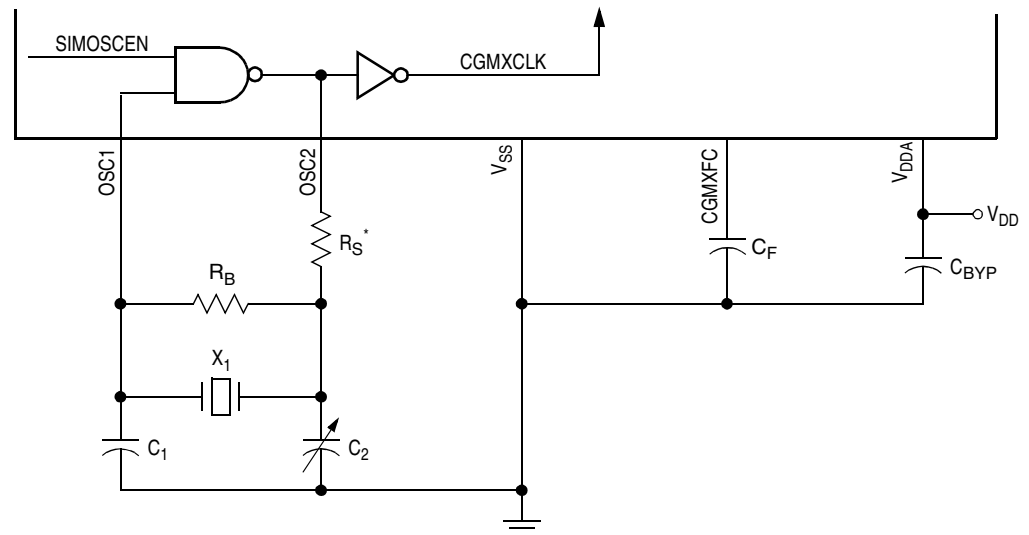 SIMOSCEN
CGMXCLK
OSC1
OSC2
VSS
CGMXFC
VDDA
VDD
RS*
CF
CBYP
RB
X1
C1
C2